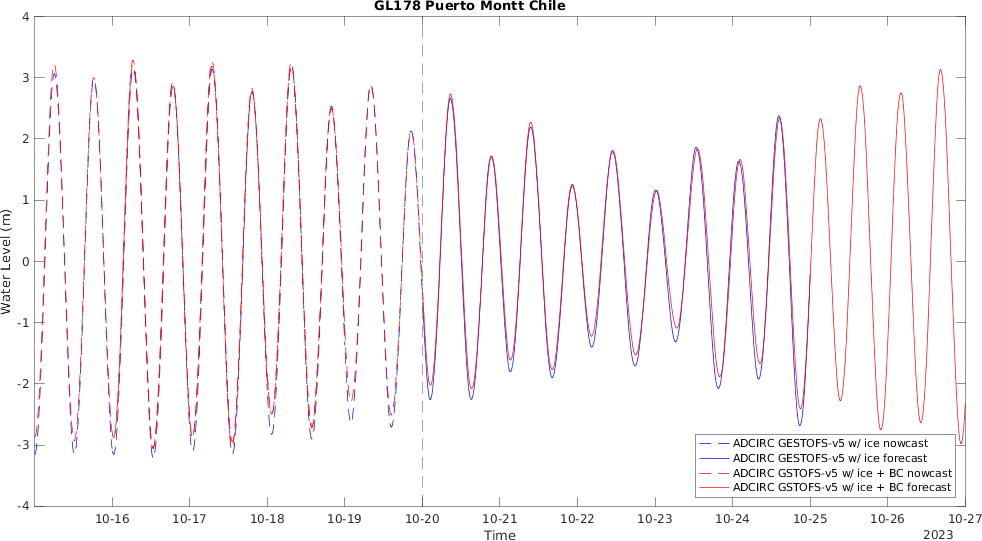 GL178 Puerto Montt Chile
4
3
2
1
0
-1
-2
-3
-4
Water Level (m)
ADCIRC GESTOFS-v5 w/ ice nowcast
ADCIRC GESTOFS-v5 w/ ice forecast
ADCIRC GSTOFS-v5 w/ ice + BC nowcast
ADCIRC GSTOFS-v5 w/ ice + BC forecast
10-16 10-17 10-18 10-19 10-20 10-21 10-22 10-23 10-24 10-25 10-26 10-27
Time
2023